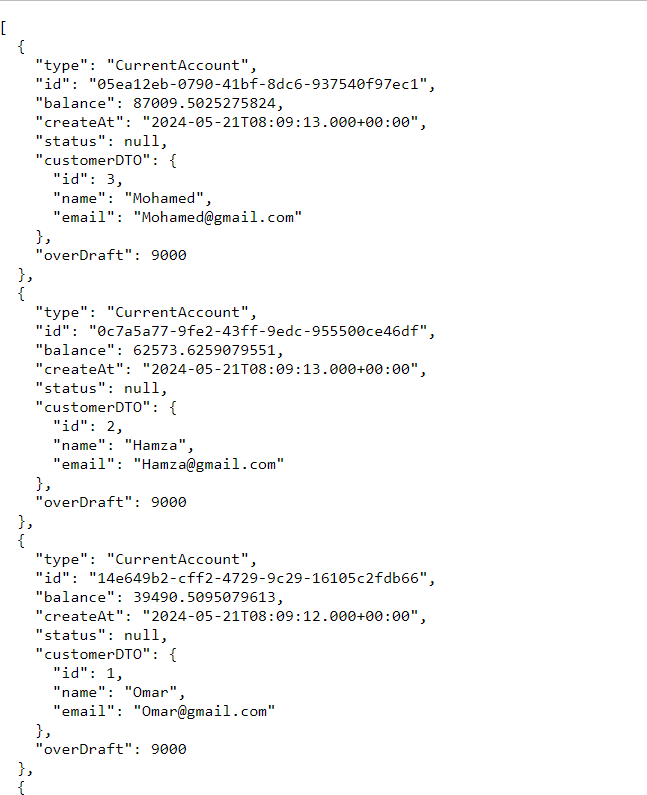 [
  {
    "type": "CurrentAccount",
    "id": "05ea12eb-0790-41bf-8dc6-937540f97ec1",
    "balance": 87009.5025275824,
    "createAt": "2024-05-21T08:09:13.000+00:00",
    "status": null,
    "customerDTO": {
      "id": 3,
      "name": "Mohamed",
      "email": "Mohamed@gmail.com"
    },
    "overDraft": 9000
  },
  {
    "type": "CurrentAccount",
    "id": "0c7a5a77-9fe2-43ff-9edc-955500ce46df",
    "balance": 62573.6259079551,
    "createAt": "2024-05-21T08:09:13.000+00:00",
    "status": null,
    "customerDTO": {
      "id": 2,
      "name": "Hamza",
      "email": "Hamza@gmail.com"
    },
    "overDraft": 9000
  },
  {
    "type": "CurrentAccount",
    "id": "14e649b2-cff2-4729-9c29-16105c2fdb66",
    "balance": 39490.5095079613,
    "createAt": "2024-05-21T08:09:12.000+00:00",
    "status": null,
    "customerDTO": {
      "id": 1,
      "name": "Omar",
      "email": "Omar@gmail.com"
    },
    "overDraft": 9000
  },
  {